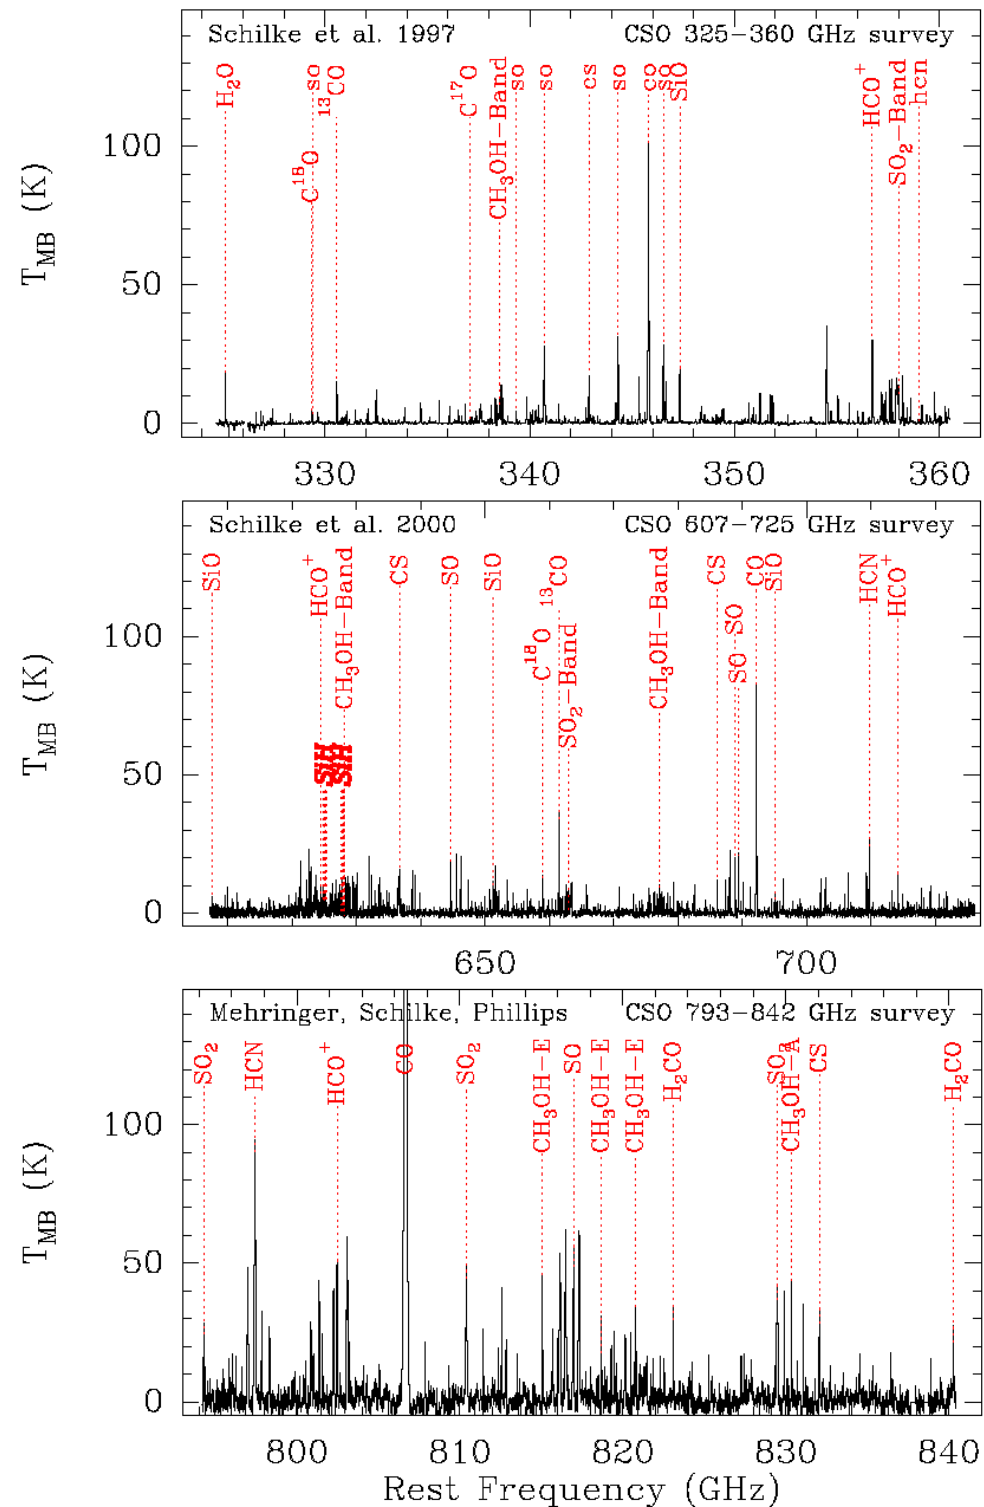 Schilke et al. 1997 CSO 325-360 GHz survey
H₂O
C¹⁸O
so
¹³CO
C¹⁷O
CH₃OH-Band
so
so
cs
so
co
so
SiO
HCO⁺
SO₂-Band
hcn
T_MB (K)
100
50
0
330 340 350 360
Schilke et al. 2000 CSO 607-725 GHz survey
SiO
HCO⁺
CH₃OH-Band
SiH
SiH
CS
SO
SiO
C¹⁸O
¹³CO
SO₂-Band
CH₃OH-Band
CS
SO
SO
CO
SiO
HCN
HCO⁺
T_MB (K)
100
50
0
650 700
Mehringer, Schilke, Phillips CSO 793-842 GHz survey
SO₂
HCN
HCO⁺
CO
SO₂
CH₃OH-E
SO
CH₃OH-E
CH₃OH-E
H₂CO
SO₂
CH₃OH-A
CS
H₂CO
T_MB (K)
100
50
0
800 810 820 830 840
Rest Frequency (GHz)